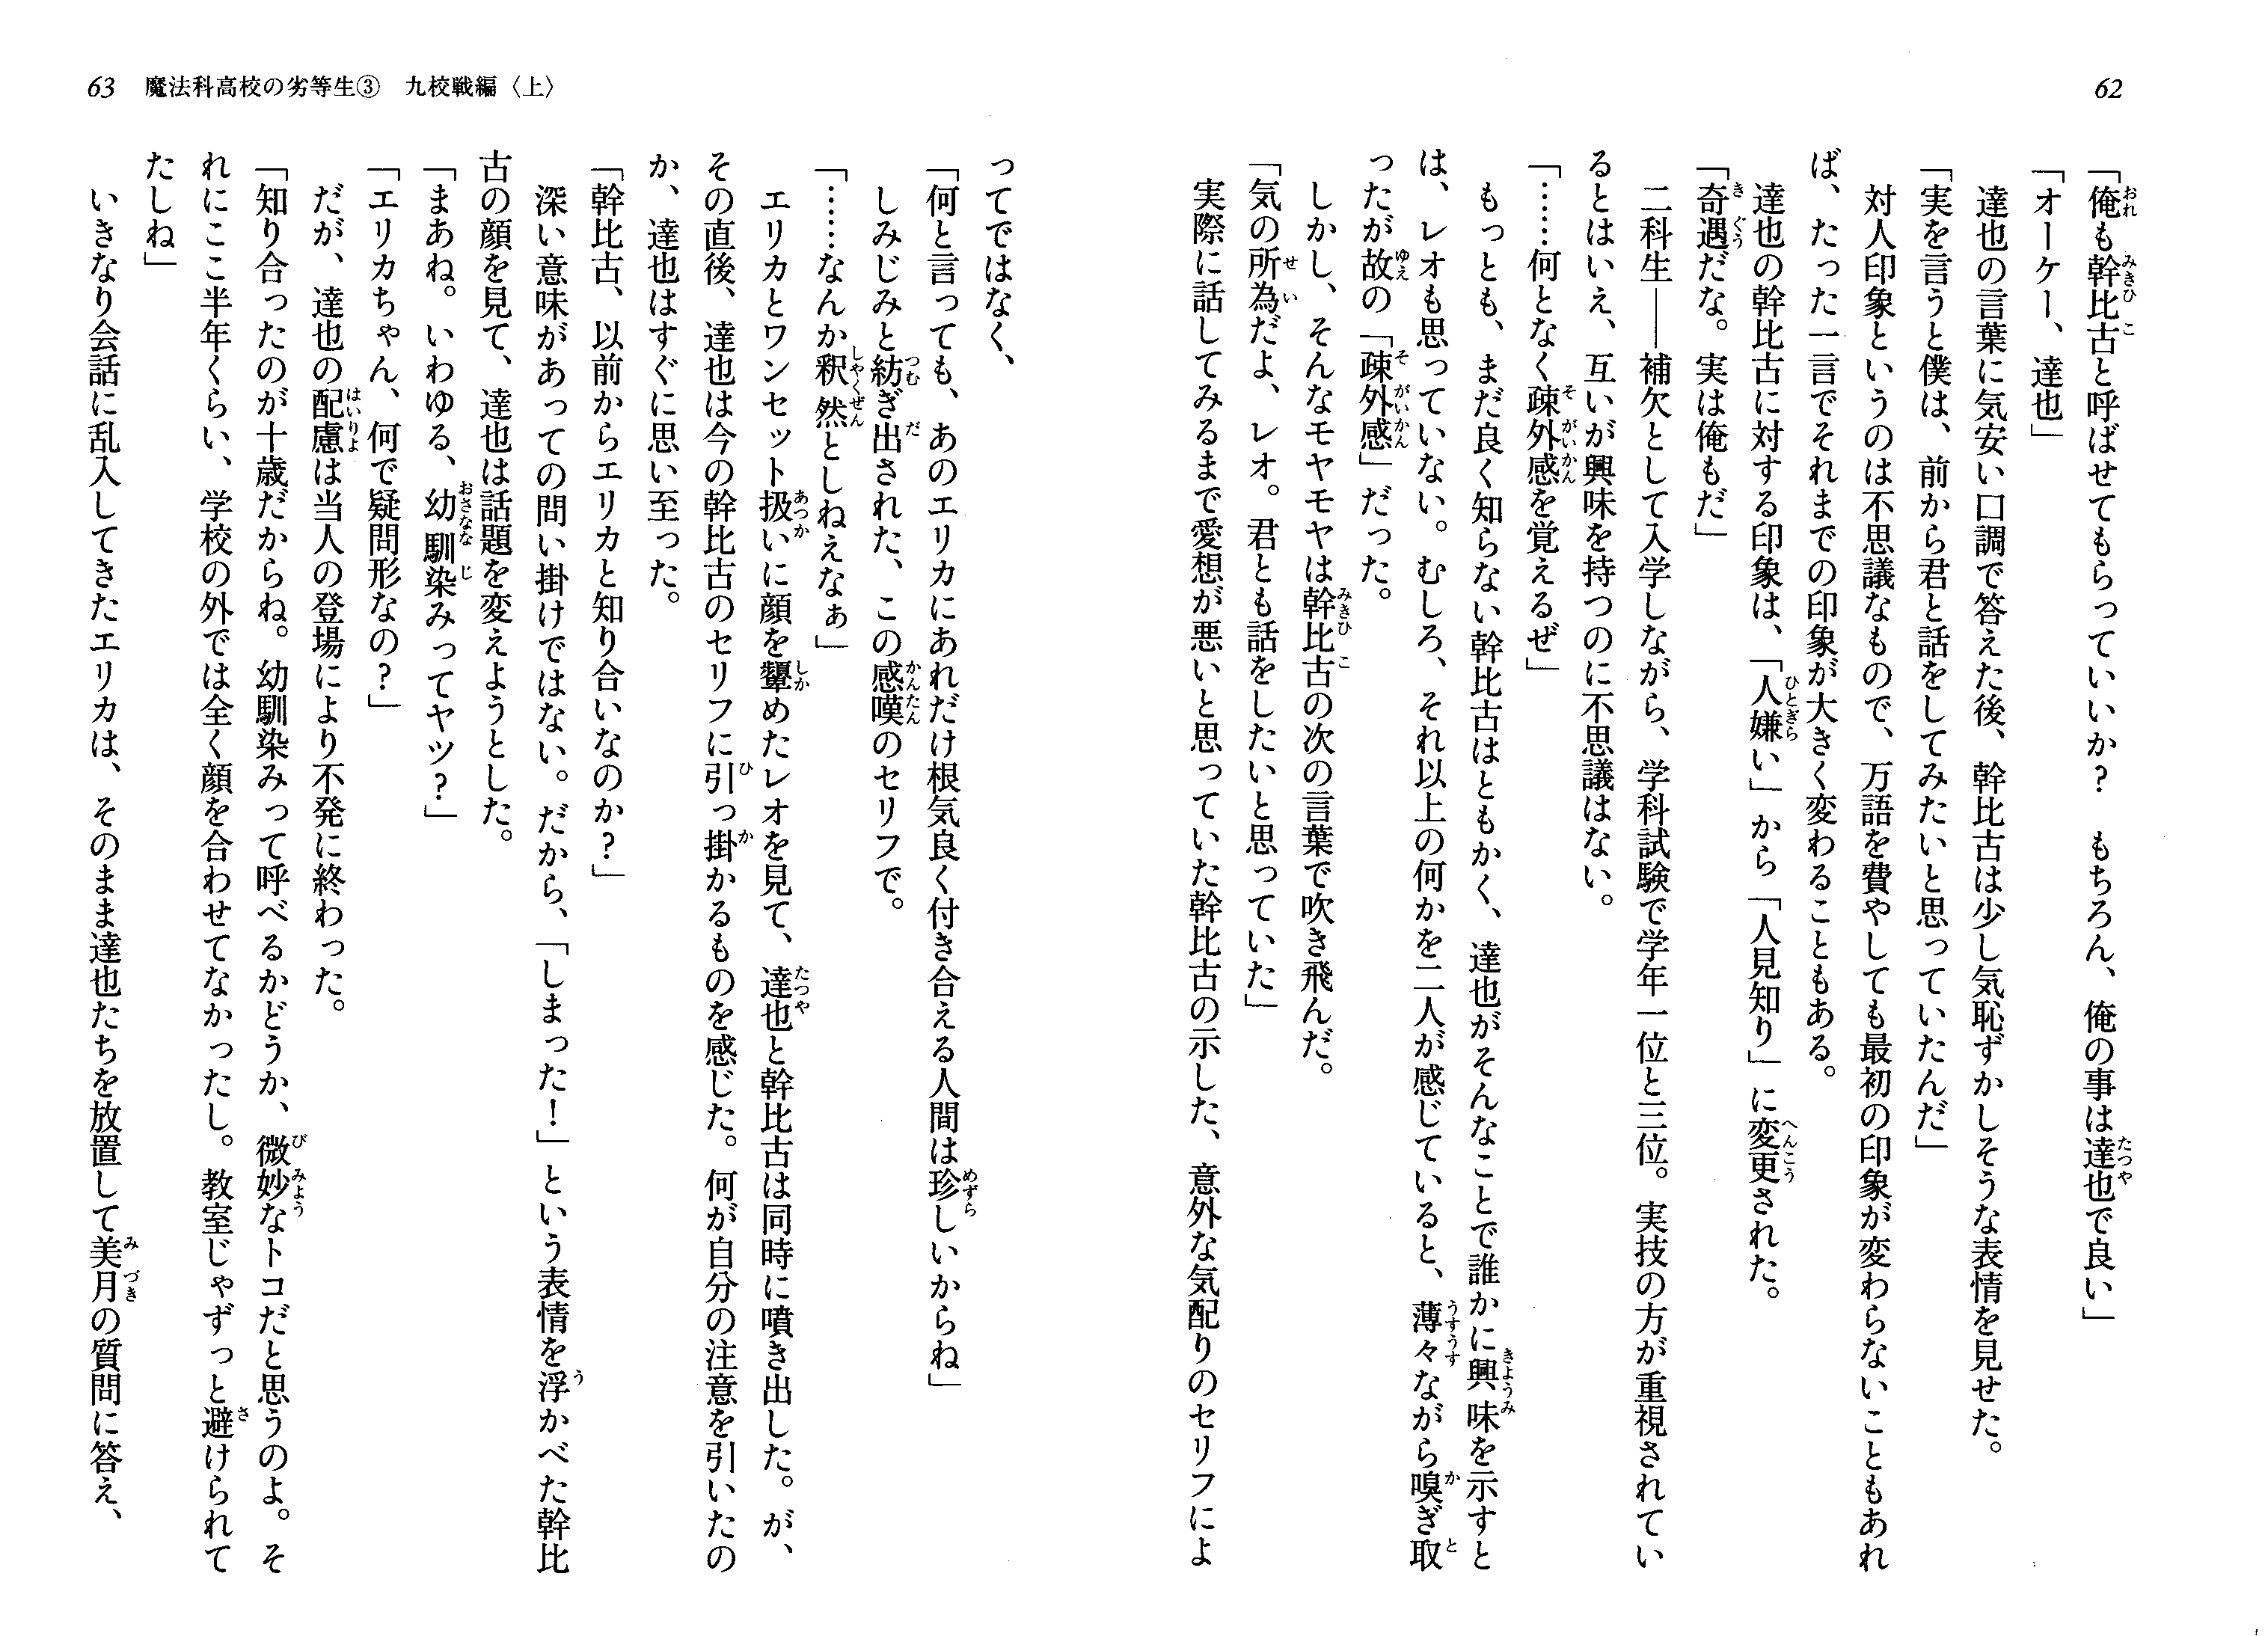 62
「俺も幹比古と呼ばせてもらっていいか？　もちろん、俺の事は達也で良い」
「オーケー、達也」
　達也の言葉に気安い口調で答えた後、幹比古は少し気恥ずかしそうな表情を見せた。
「実を言うと僕は、前から君と話をしてみたいと思っていたんだ」
　対人印象というのは不思議なもので、万語を費やしても最初の印象が変わらないこともあれ
ば、たった一言でそれまでの印象が大きく変わることもある。
　達也の幹比古に対する印象は、「人嫌い」から「人見知り」に変更された。
「奇遇だな。実は俺もだ」
　二科生――補欠として入学しながら、学科試験で学年一位と三位。実技の方が重視されてい
るとはいえ、互いが興味を持つのに不思議はない。
「……何となく疎外感を覚えるぜ」
　もっとも、まだ良く知らない幹比古はともかく、達也がそんなことで誰かに興味を示すと
は、レオも思っていない。むしろ、それ以上の何かを二人が感じていると、薄々ながら嗅ぎ取
ったが故の「疎外感」だった。
　しかし、そんなモヤモヤは幹比古の次の言葉で吹き飛んだ。
「気の所為だよ、レオ。君とも話をしたいと思っていた」
　実際に話してみるまで愛想が悪いと思っていた幹比古の示した、意外な気配りのセリフによ
63　魔法科高校の劣等生③　九校戦編〈上〉
ってではなく、
「何と言っても、あのエリカにあれだけ根気良く付き合える人間は珍しいからね」
　しみじみと紡ぎ出された、この感嘆のセリフで。
「……なんか釈然としねえなぁ」
　エリカとワンセット扱いに顔を顰めたレオを見て、達也と幹比古は同時に噴き出した。が、
その直後、達也は今の幹比古のセリフに引っ掛かるものを感じた。何が自分の注意を引いたの
か、達也はすぐに思い至った。
「幹比古、以前からエリカと知り合いなのか？」
　深い意味があっての問い掛けではない。だから、「しまった！」という表情を浮かべた幹比
古の顔を見て、達也は話題を変えようとした。
「まあね。いわゆる、幼馴染みってヤツ？」
「エリカちゃん、何で疑問形なの？」
　だが、達也の配慮は当人の登場により不発に終わった。
「知り合ったのが十歳だからね。幼馴染みって呼べるかどうか、微妙なトコだと思うのよ。そ
れにここ半年くらい、学校の外では全く顔を合わせてなかったし。教室じゃずっと避けられて
たしね」
　いきなり会話に乱入してきたエリカは、そのまま達也たちを放置して美月の質問に答え、